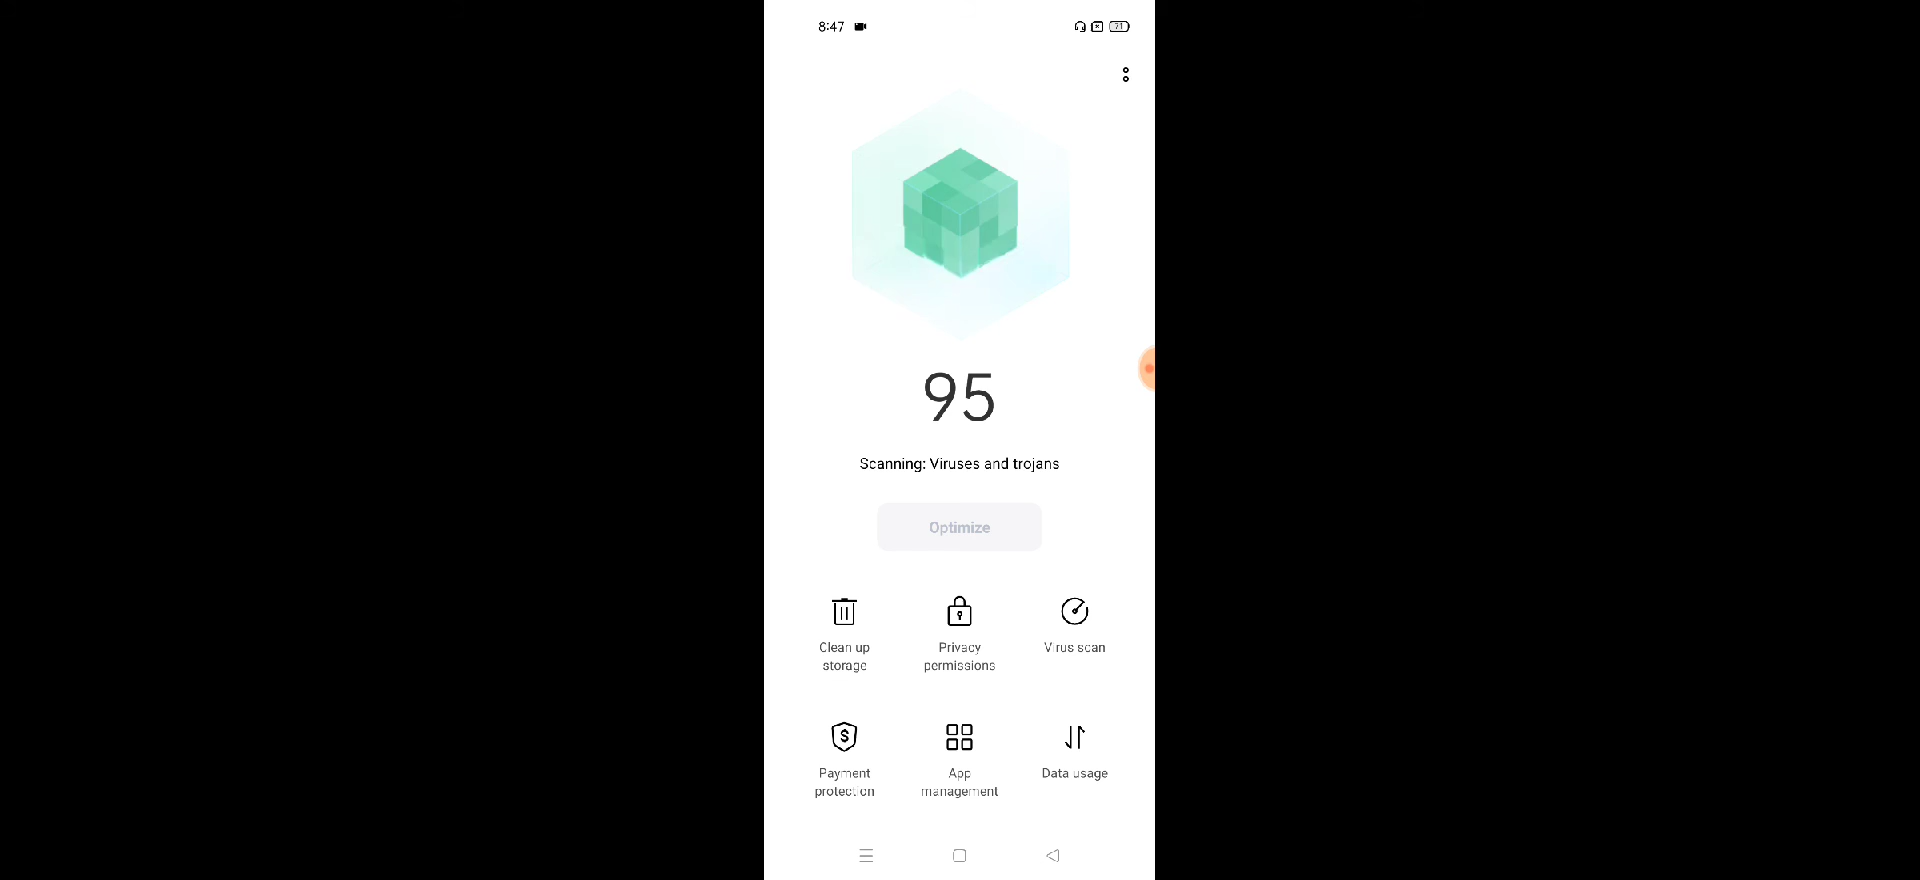 8:47
71
95
Scanning: Viruses and trojans
Optimize
Clean up
storage
Privacy
permissions
Virus scan
Payment
protection
App
management
Data usage